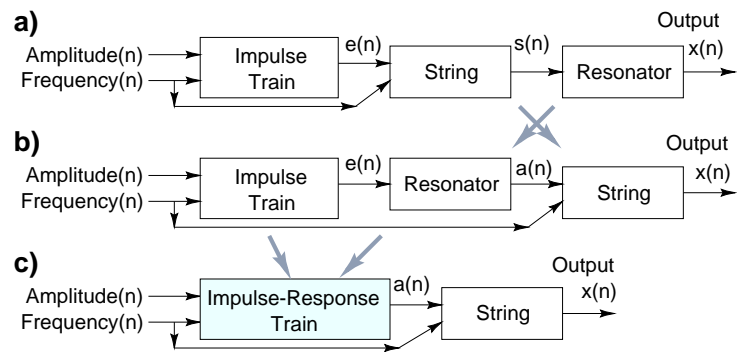 a)
Output
Amplitude(n)
Frequency(n)
Impulse
Train
e(n)
String
s(n)
Resonator
x(n)
b)
Output
Amplitude(n)
Frequency(n)
Impulse
Train
e(n)
Resonator
a(n)
String
x(n)
c)
Output
Amplitude(n)
Frequency(n)
Impulse-Response
Train
a(n)
String
x(n)